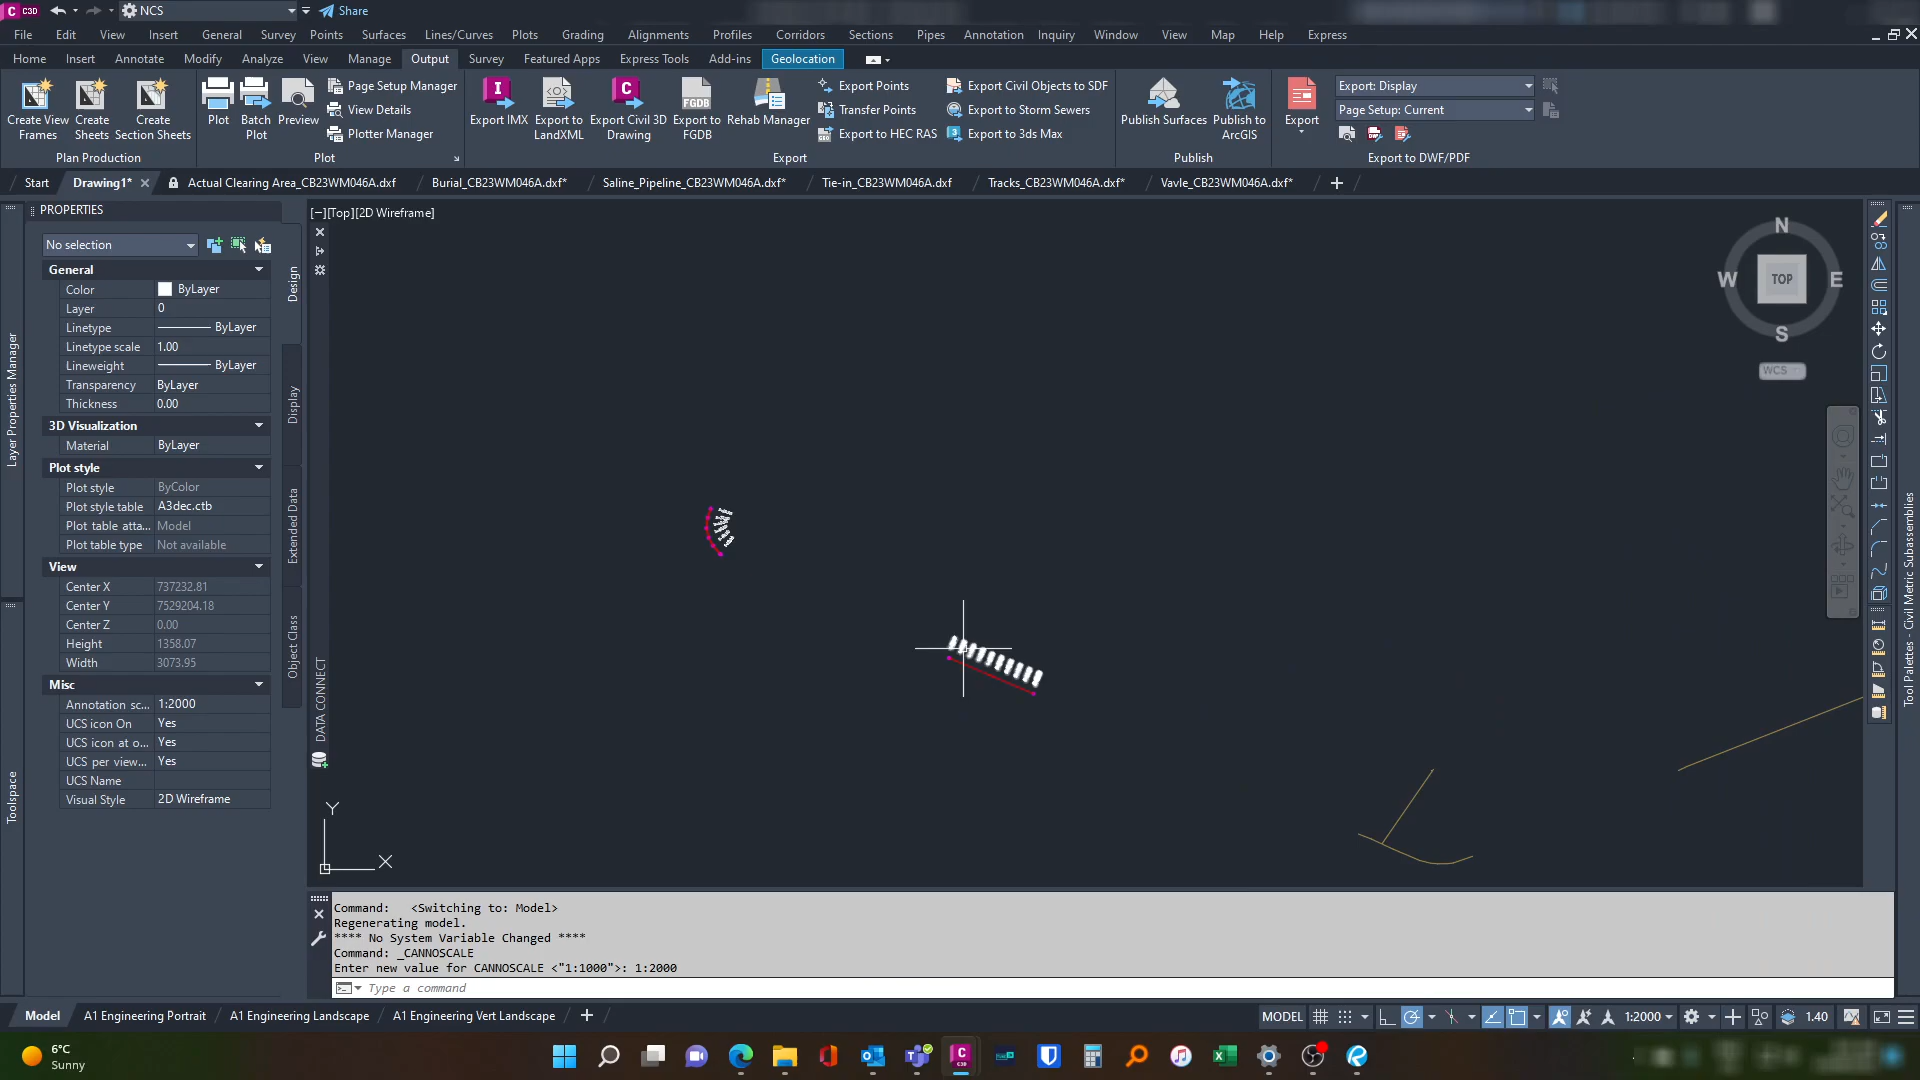 C3D NCS Share
File Edit View Insert General Survey Points Surfaces Lines/Curves Plots Grading Alignments Profiles Corridors Sections Pipes Annotation Inquiry Window View Map Help Express
Home Insert Annotate Modify Analyze View Manage Output Survey Featured Apps Express Tools Add-ins Geolocation
Create View Frames
Create Sheets
Create Section Sheets
Plan Production
Plot
Batch Plot
Preview
Page Setup Manager
View Details
Plotter Manager
Plot
Export IMX
Export to LandXML
Export Civil 3D Drawing
FGDB
Export to FGDB
Rehab Manager
Export Points
Transfer Points
Export to HEC RAS
Export Civil Objects to SDF
Export to Storm Sewers
Export to 3ds Max
Export
Publish Surfaces
Publish to ArcGIS
Publish
Export
Export: Display
Page Setup: Current
Export to DWF/PDF
Start
Drawing1*
Actual Clearing Area_CB23WM046A.dxf
Burial_CB23WM046A.dxf*
Saline_Pipeline_CB23WM046A.dxf*
Tie-in_CB23WM046A.dxf
Tracks_CB23WM046A.dxf*
Vavle_CB23WM046A.dxf*
Layer Properties Manager
Toolspace
PROPERTIES
No selection
General
Color ByLayer
Layer 0
Linetype ByLayer
Linetype scale 1.00
Lineweight ByLayer
Transparency ByLayer
Thickness 0.00
3D Visualization
Material ByLayer
Plot style
Plot style ByColor
Plot style table A3dec.ctb
Plot table atta... Model
Plot table type Not available
View
Center X 737232.81
Center Y 7529204.18
Center Z 0.00
Height 1358.07
Width 3073.95
Misc
Annotation sc... 1:2000
UCS icon On Yes
UCS icon at o... Yes
UCS per view... Yes
UCS Name
Visual Style 2D Wireframe
Design
Display
Extended Data
Object Class
DATA CONNECT
[−][Top][2D Wireframe]
N
W TOP E
S
WCS
Y
X
Tool Palettes - Civil Metric Subassemblies
Command:   <Switching to: Model>
Regenerating model.
**** No System Variable Changed ****
Command: _CANNOSCALE
Enter new value for CANNOSCALE <"1:1000">: 1:2000
Type a command
Model A1 Engineering Portrait A1 Engineering Landscape A1 Engineering Vert Landscape
MODEL 1:2000 1.40
6°C
Sunny
C3D